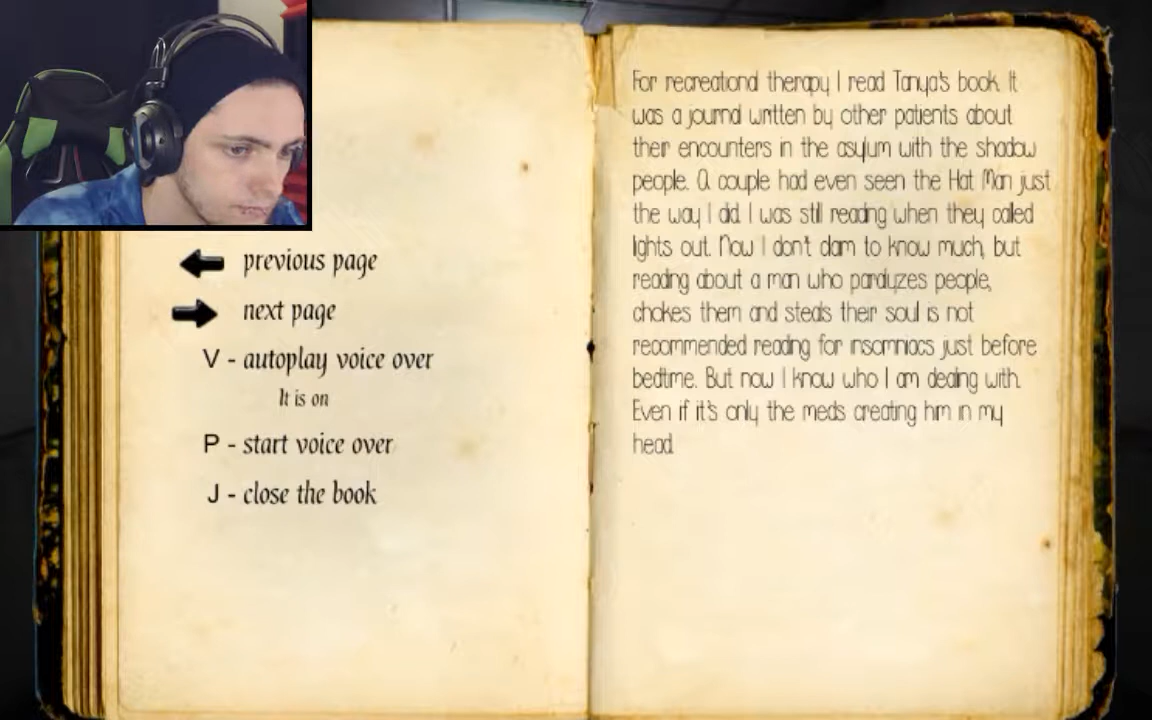 previous page
next page
V - autoplay voice over
It is on
P - start voice over
J - close the book
For recreational therapy I read Tanya's book. It
was a journal written by other patients about
their encounters in the asylum with the shadow
people. A couple had even seen the Hat Man just
the way I did. I was still reading when they called
lights out. Now I don't claim to know much, but
reading about a man who paralyzes people,
chokes them and steals their soul is not
recommended reading for insomniacs just before
bedtime. But now I know who I am dealing with.
Even if it's only the meds creating him in my
head.